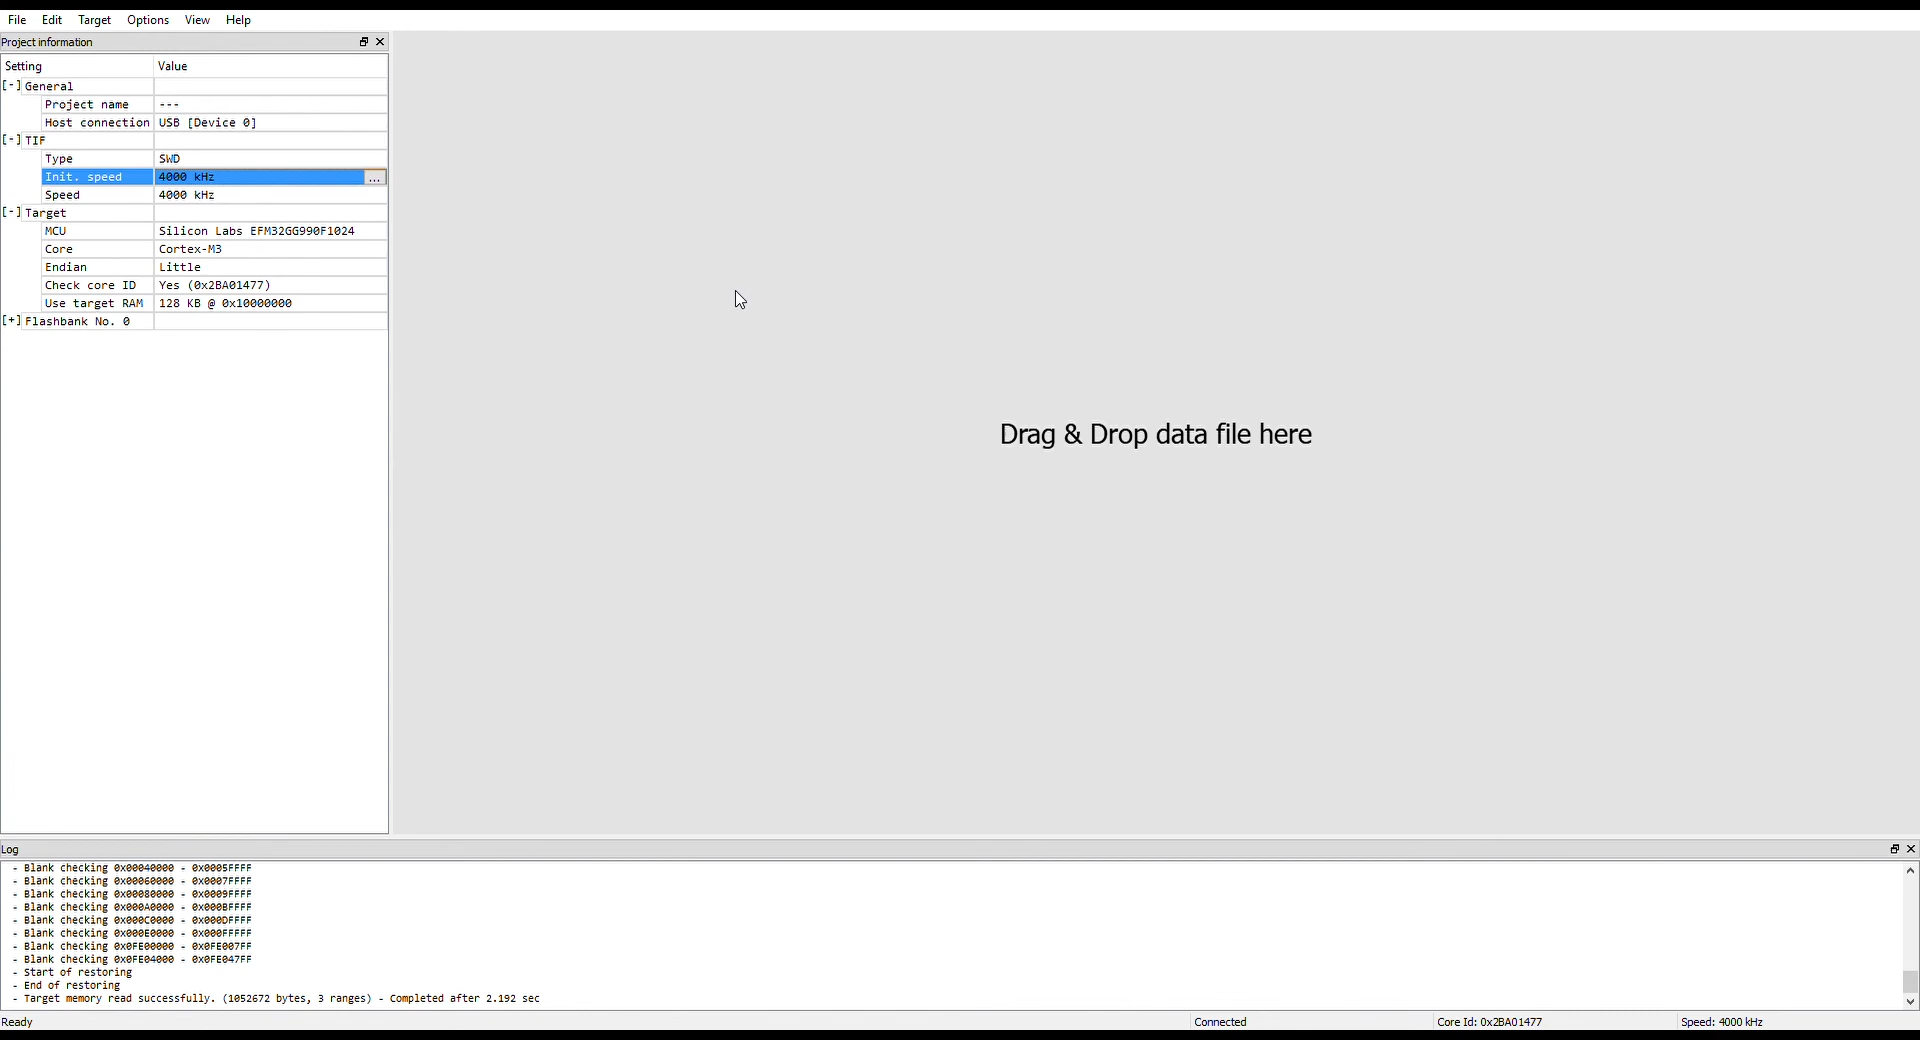 File Edit Target Options View Help
Project information
Setting Value
[-] General
Project name ---
Host connection USB [Device 0]
[-] TIF
Type SWD
Init. speed 4000 kHz ...
Speed 4000 kHz
[-] Target
MCU Silicon Labs EFM32GG990F1024
Core Cortex-M3
Endian Little
Check core ID Yes (0x2BA01477)
Use target RAM 128 KB @ 0x10000000
[+] Flashbank No. 0
Drag & Drop data file here
Log
- Blank checking 0x00040000 - 0x0005FFFF
- Blank checking 0x00060000 - 0x0007FFFF
- Blank checking 0x00080000 - 0x0009FFFF
- Blank checking 0x000A0000 - 0x000BFFFF
- Blank checking 0x000C0000 - 0x000DFFFF
- Blank checking 0x000E0000 - 0x000FFFFF
- Blank checking 0x0FE00000 - 0x0FE007FF
- Blank checking 0x0FE04000 - 0x0FE047FF
- Start of restoring
- End of restoring
- Target memory read successfully. (1052672 bytes, 3 ranges) - Completed after 2.192 sec
Ready Connected Core Id: 0x2BA01477 Speed: 4000 kHz